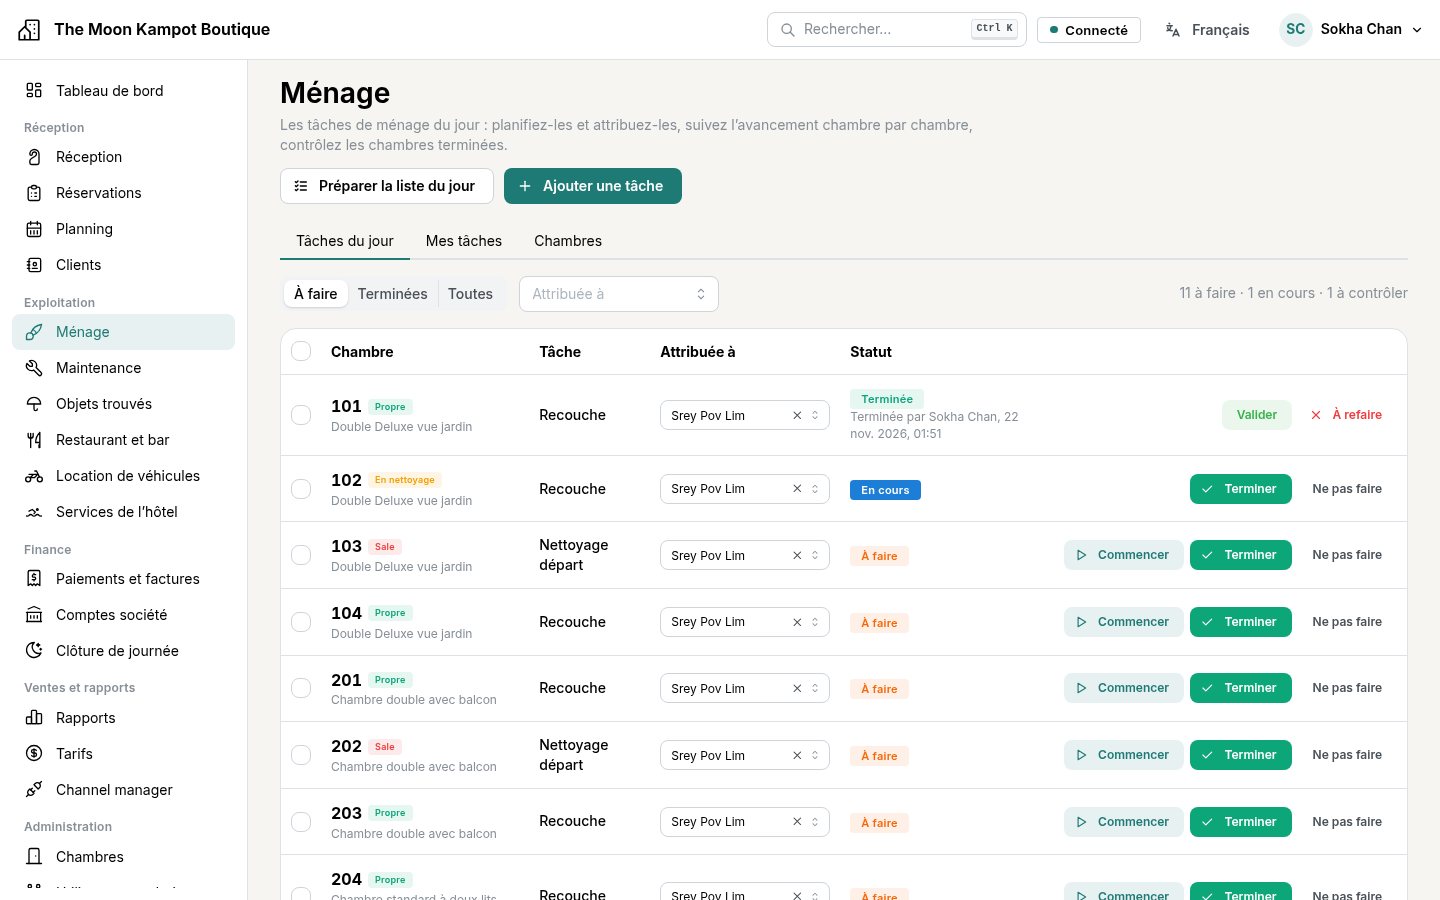 The Moon Kampot Boutique
Rechercher...
Ctrl K
Connecté
Français
SC
Sokha Chan
Tableau de bord
Réception
Réception
Réservations
Planning
Clients
Exploitation
Ménage
Maintenance
Objets trouvés
Restaurant et bar
Location de véhicules
Services de l’hôtel
Finance
Paiements et factures
Comptes société
Clôture de journée
Ventes et rapports
Rapports
Tarifs
Channel manager
Administration
Chambres
Ménage
Les tâches de ménage du jour : planifiez-les et attribuez-les, suivez l’avancement chambre par chambre,
contrôlez les chambres terminées.
Préparer la liste du jour
Ajouter une tâche
Tâches du jour
Mes tâches
Chambres
À faire
Terminées
Toutes
Attribuée à
11 à faire · 1 en cours · 1 à contrôler
Chambre Tâche Attribuée à Statut
101 Propre
Double Deluxe vue jardin
Recouche
Srey Pov Lim
Terminée
Terminée par Sokha Chan, 22
nov. 2026, 01:51
Valider
À refaire
102 En nettoyage
Double Deluxe vue jardin
Recouche
Srey Pov Lim
En cours
Terminer
Ne pas faire
103 Sale
Double Deluxe vue jardin
Nettoyage
départ
Srey Pov Lim
À faire
Commencer
Terminer
Ne pas faire
104 Propre
Double Deluxe vue jardin
Recouche
Srey Pov Lim
À faire
Commencer
Terminer
Ne pas faire
201 Propre
Chambre double avec balcon
Recouche
Srey Pov Lim
À faire
Commencer
Terminer
Ne pas faire
202 Sale
Chambre double avec balcon
Nettoyage
départ
Srey Pov Lim
À faire
Commencer
Terminer
Ne pas faire
203 Propre
Chambre double avec balcon
Recouche
Srey Pov Lim
À faire
Commencer
Terminer
Ne pas faire
204 Propre
Chambre standard à deux lits
Recouche
Srey Pov Lim
À faire
Commencer
Terminer
Ne pas faire